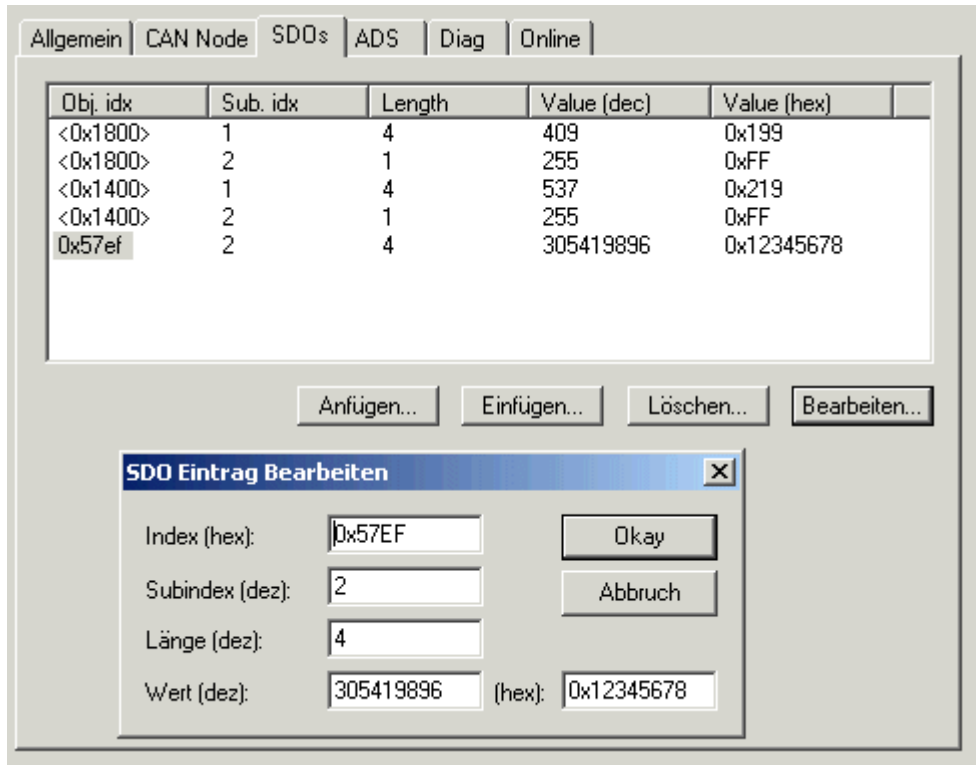 Allgemein CAN Node SDOs ADS Diag Online
Obj. idx Sub. idx Length Value (dec) Value (hex)
<0x1800> 1 4 409 0x199
<0x1800> 2 1 255 0xFF
<0x1400> 1 4 537 0x219
<0x1400> 2 1 255 0xFF
0x57ef 2 4 305419896 0x12345678
Anfügen... Einfügen... Löschen... Bearbeiten...
SDO Eintrag Bearbeiten
Index (hex): 0x57EF Okay
Subindex (dez): 2 Abbruch
Länge (dez): 4
Wert (dez): 305419896 (hex): 0x12345678